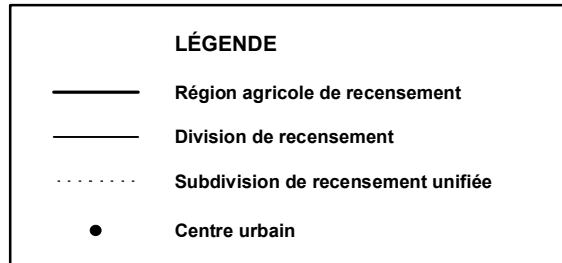 LÉGENDE
Région agricole de recensement
Division de recensement
Subdivision de recensement unifiée
Centre urbain